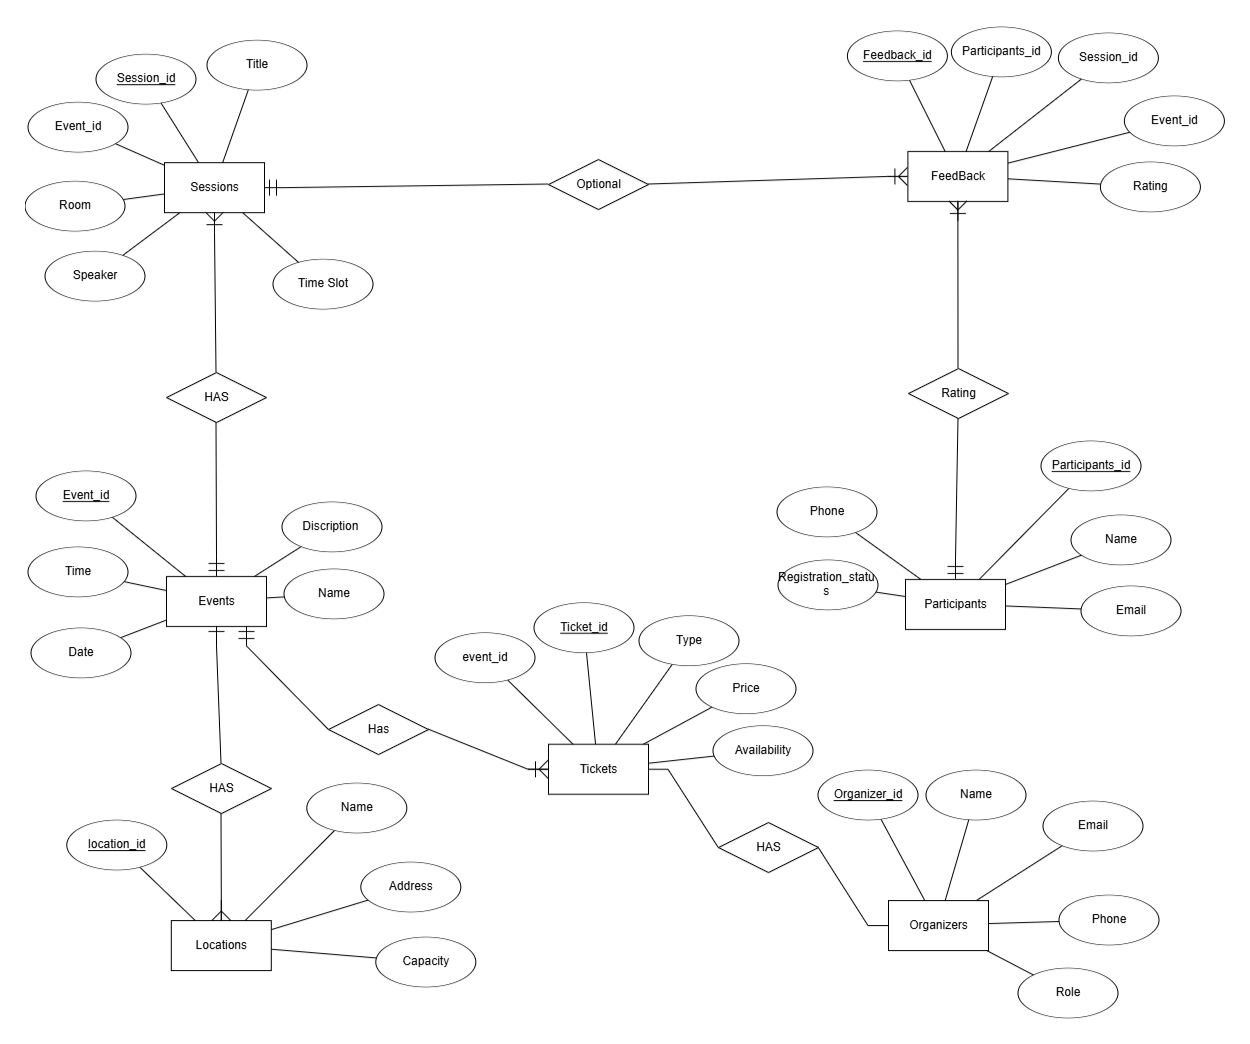 Title
Session_id
Event_id
Sessions
Room
Speaker
Time Slot
Optional
Feedback_id
Participants_id
Session_id
Event_id
FeedBack
Rating
HAS
Rating
Event_id
Discription
Time
Name
Events
Date
Participants_id
Phone
Name
Registration_statu
s
Participants
Email
Ticket_id
event_id
Type
Price
Has
Availability
Tickets
HAS
Name
location_id
Address
Locations
Capacity
HAS
Organizer_id
Name
Email
Phone
Organizers
Role